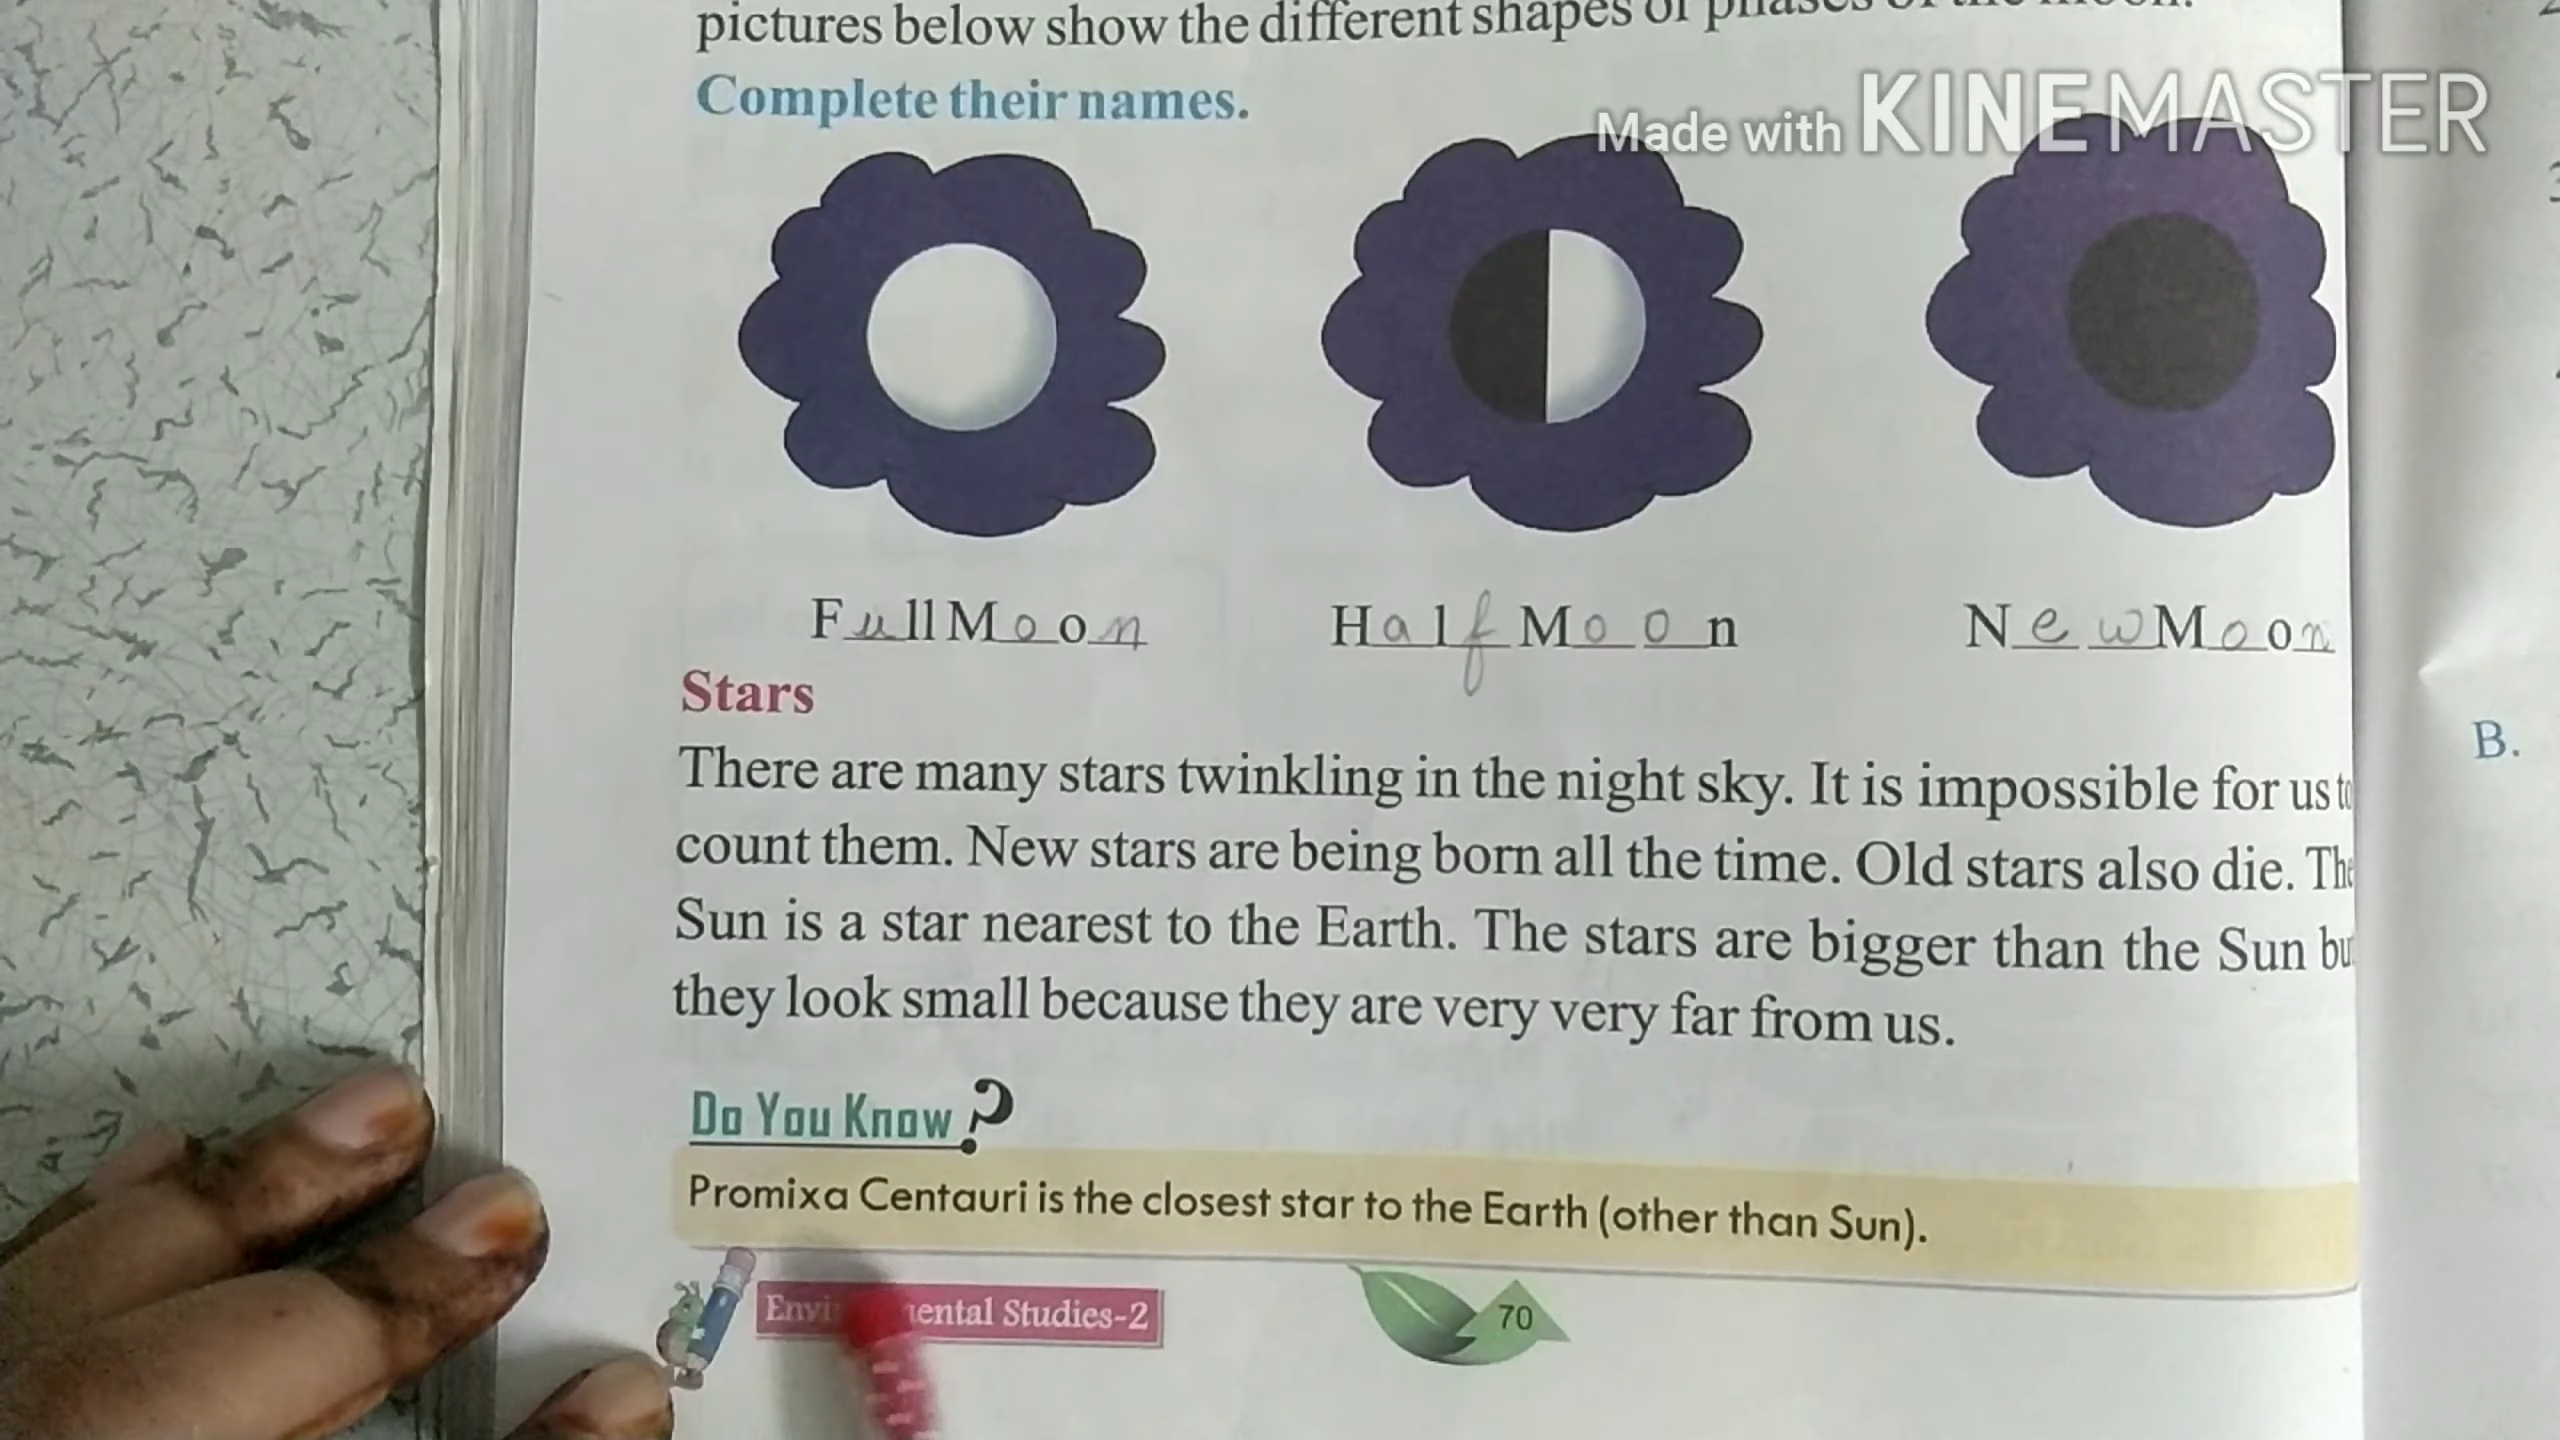 pictures below show the different shapes of phases of the moon.
Complete their names.
Made with KINEMASTER
Full Moon
Half Moon
New Moon
Stars
There are many stars twinkling in the night sky. It is impossible for us to
count them. New stars are being born all the time. Old stars also die. The
Sun is a star nearest to the Earth. The stars are bigger than the Sun bu
they look small because they are very very far from us.
B.
Do You Know?
Promixa Centauri is the closest star to the Earth (other than Sun).
Envi mental Studies-2
70